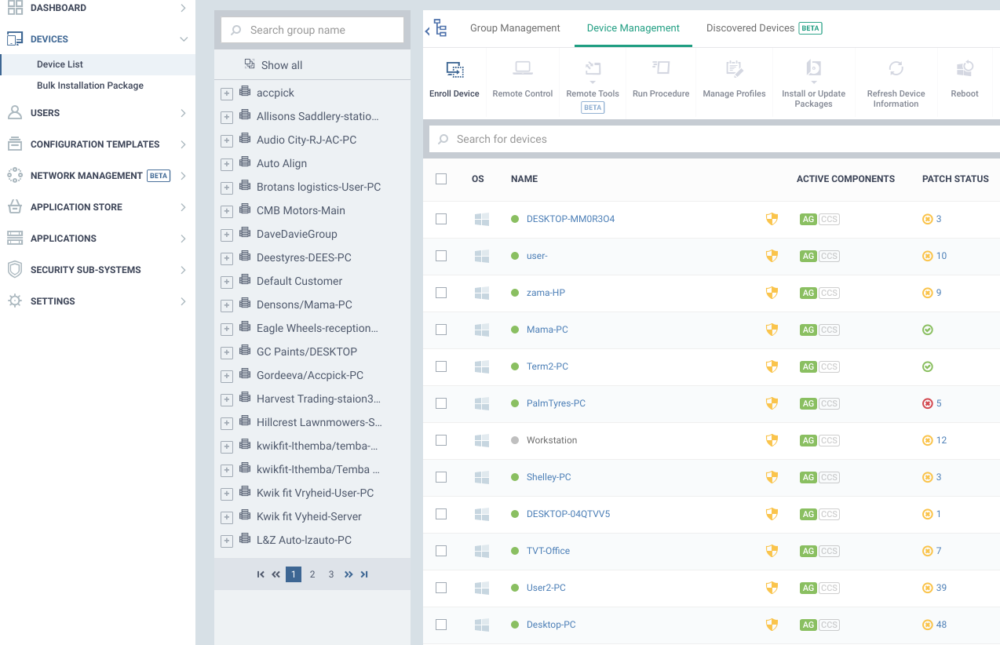 DASHBOARD
DEVICES
Device List
Bulk Installation Package
USERS
CONFIGURATION TEMPLATES
NETWORK MANAGEMENT BETA
APPLICATION STORE
APPLICATIONS
SECURITY SUB-SYSTEMS
SETTINGS
Search group name
Show all
accpick
Allisons Saddlery-statio...
Audio City-RJ-AC-PC
Auto Align
Brotans logistics-User-PC
CMB Motors-Main
DaveDavieGroup
Deestyres-DEES-PC
Default Customer
Densons/Mama-PC
Eagle Wheels-reception...
GC Paints/DESKTOP
Gordeeva/Accpick-PC
Harvest Trading-staion3...
Hillcrest Lawnmowers-S...
kwikfit-Ithemba/temba-...
kwikfit-Ithemba/Temba ...
Kwik fit Vryheid-User-PC
Kwik fit Vyheid-Server
L&Z Auto-lzauto-PC
1 2 3
Group Management Device Management Discovered Devices BETA
Enroll Device
Remote Control
Remote Tools
BETA
Run Procedure
Manage Profiles
Install or Update
Packages
Refresh Device
Information
Reboot
Search for devices
OS NAME ACTIVE COMPONENTS PATCH STATUS
DESKTOP-MM0R3O4 AG CCS 3
user- AG CCS 10
zama-HP AG CCS 9
Mama-PC AG CCS
Term2-PC AG CCS
PalmTyres-PC AG CCS 5
Workstation AG CCS 12
Shelley-PC AG CCS 3
DESKTOP-04QTVV5 AG CCS 1
TVT-Office AG CCS 7
User2-PC AG CCS 39
Desktop-PC AG CCS 48